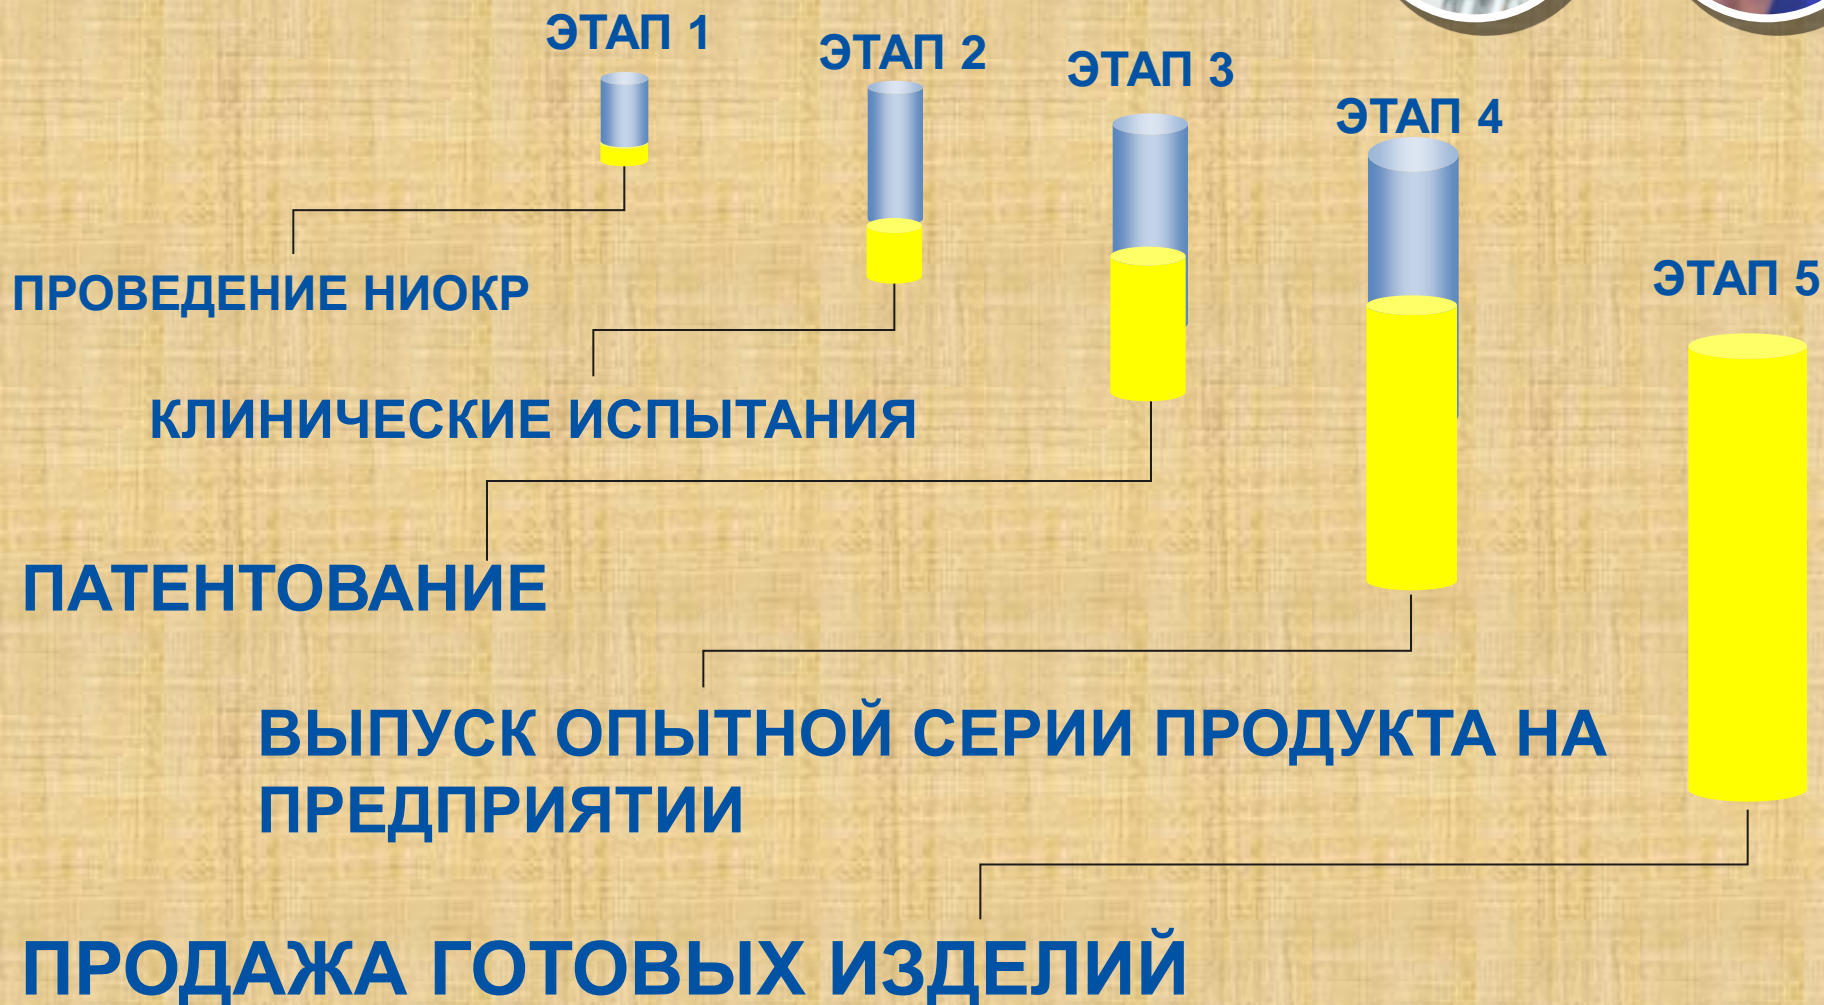 ЭТАП 1
ЭТАП 2
ЭТАП 3
ЭТАП 4
ЭТАП 5
ПРОВЕДЕНИЕ НИОКР
КЛИНИЧЕСКИЕ ИСПЫТАНИЯ
ПАТЕНТОВАНИЕ
ВЫПУСК ОПЫТНОЙ СЕРИИ ПРОДУКТА НА
ПРЕДПРИЯТИИ
ПРОДАЖА ГОТОВЫХ ИЗДЕЛИЙ